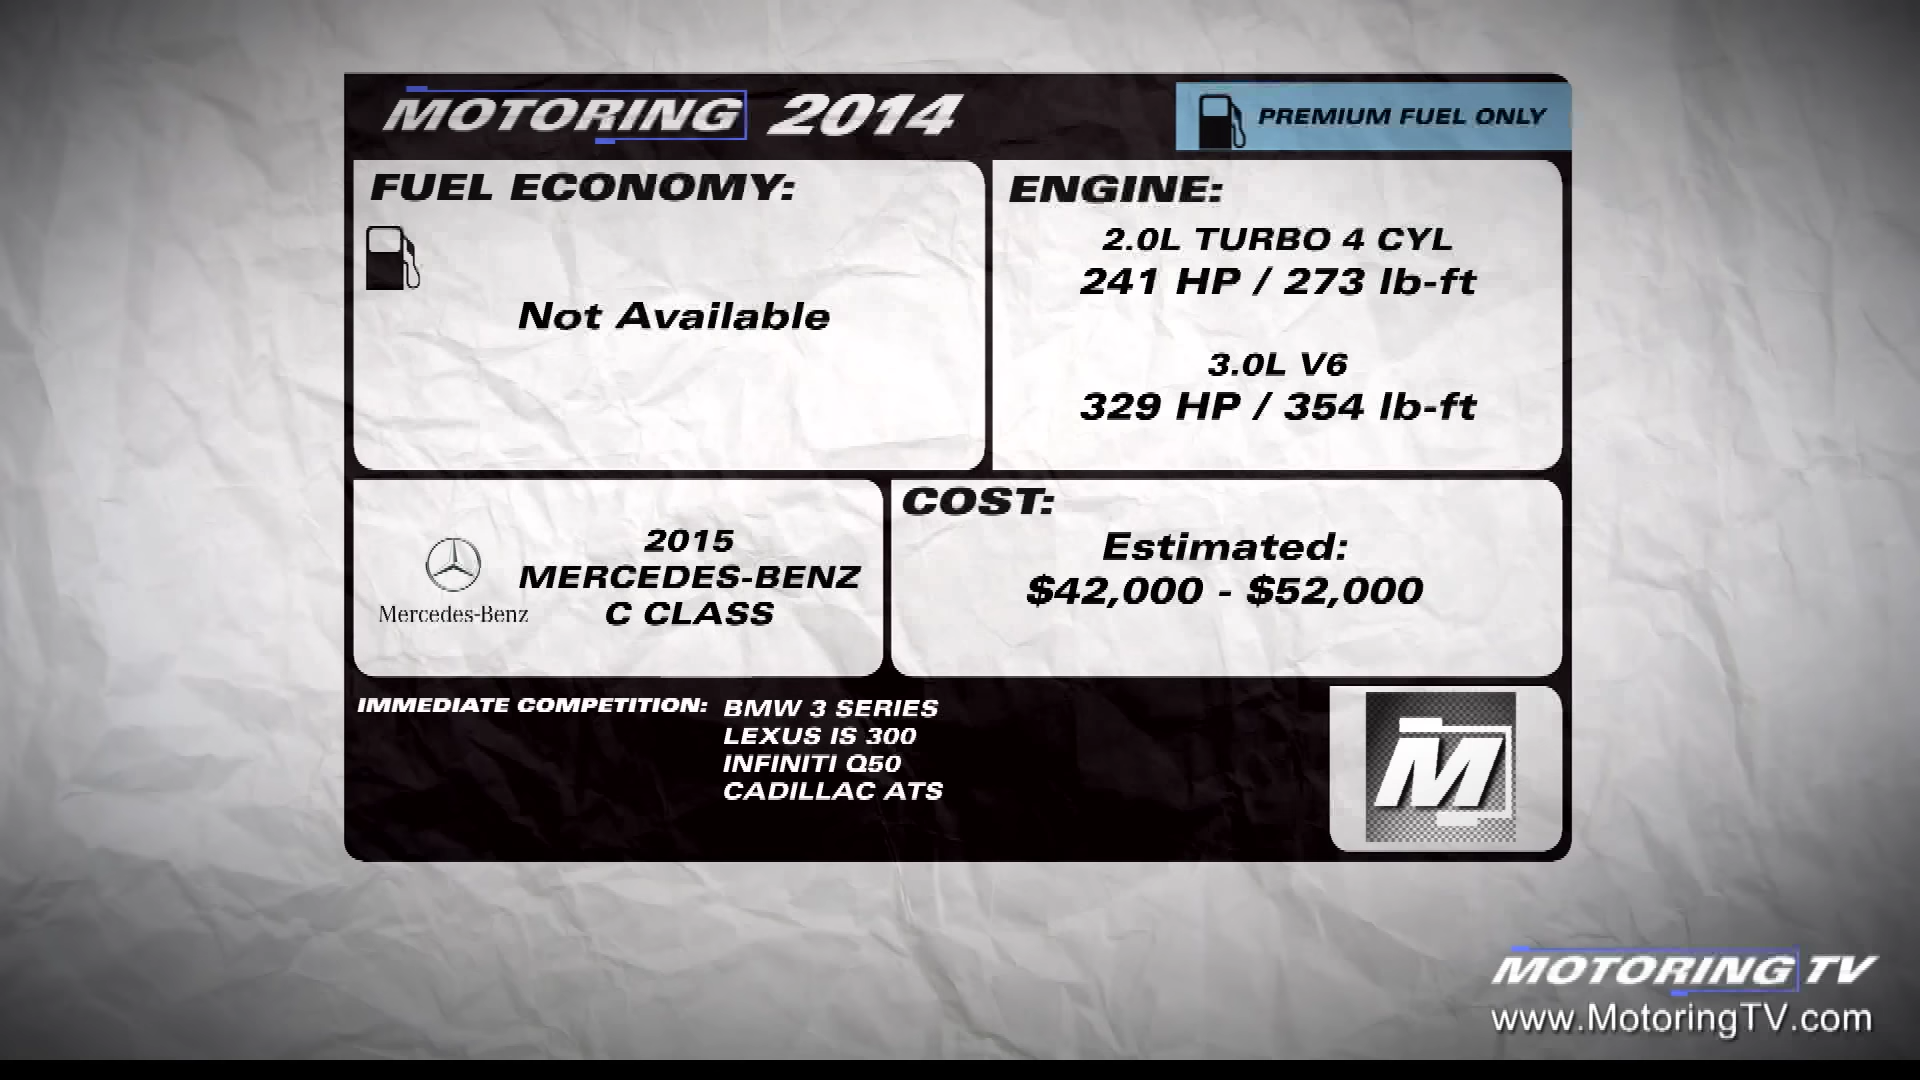 MOTORING 2014
PREMIUM FUEL ONLY
FUEL ECONOMY:
Not Available
ENGINE:
2.0L TURBO 4 CYL
241 HP / 273 lb-ft
3.0L V6
329 HP / 354 lb-ft
Mercedes-Benz
2015
MERCEDES-BENZ
C CLASS
COST:
Estimated:
$42,000 - $52,000
IMMEDIATE COMPETITION:
BMW 3 SERIES
LEXUS IS 300
INFINITI Q50
CADILLAC ATS
M
MOTORING TV
www.MotoringTV.com